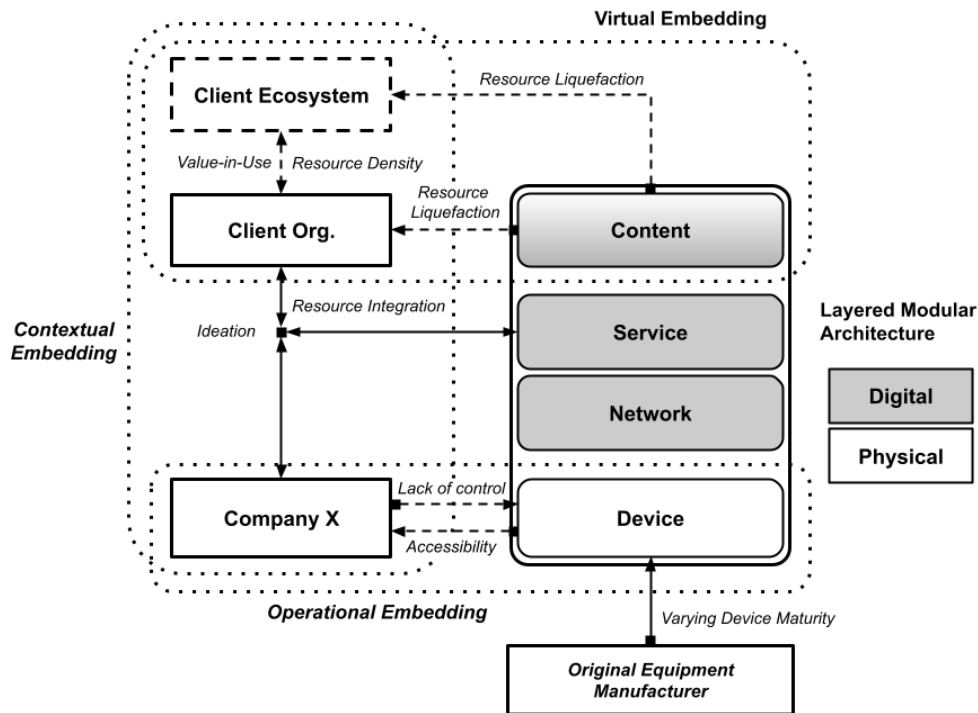 Virtual Embedding
Client Ecosystem
Resource Liquefaction
Value-in-Use
Resource Density
Resource
Liquefaction
Client Org.
Content
Resource Integration
Ideation
Service
Contextual
Embedding
Layered Modular
Architecture
Network
Digital
Physical
Lack of control
Company X
Device
Accessibility
Operational Embedding
Varying Device Maturity
Original Equipment
Manufacturer